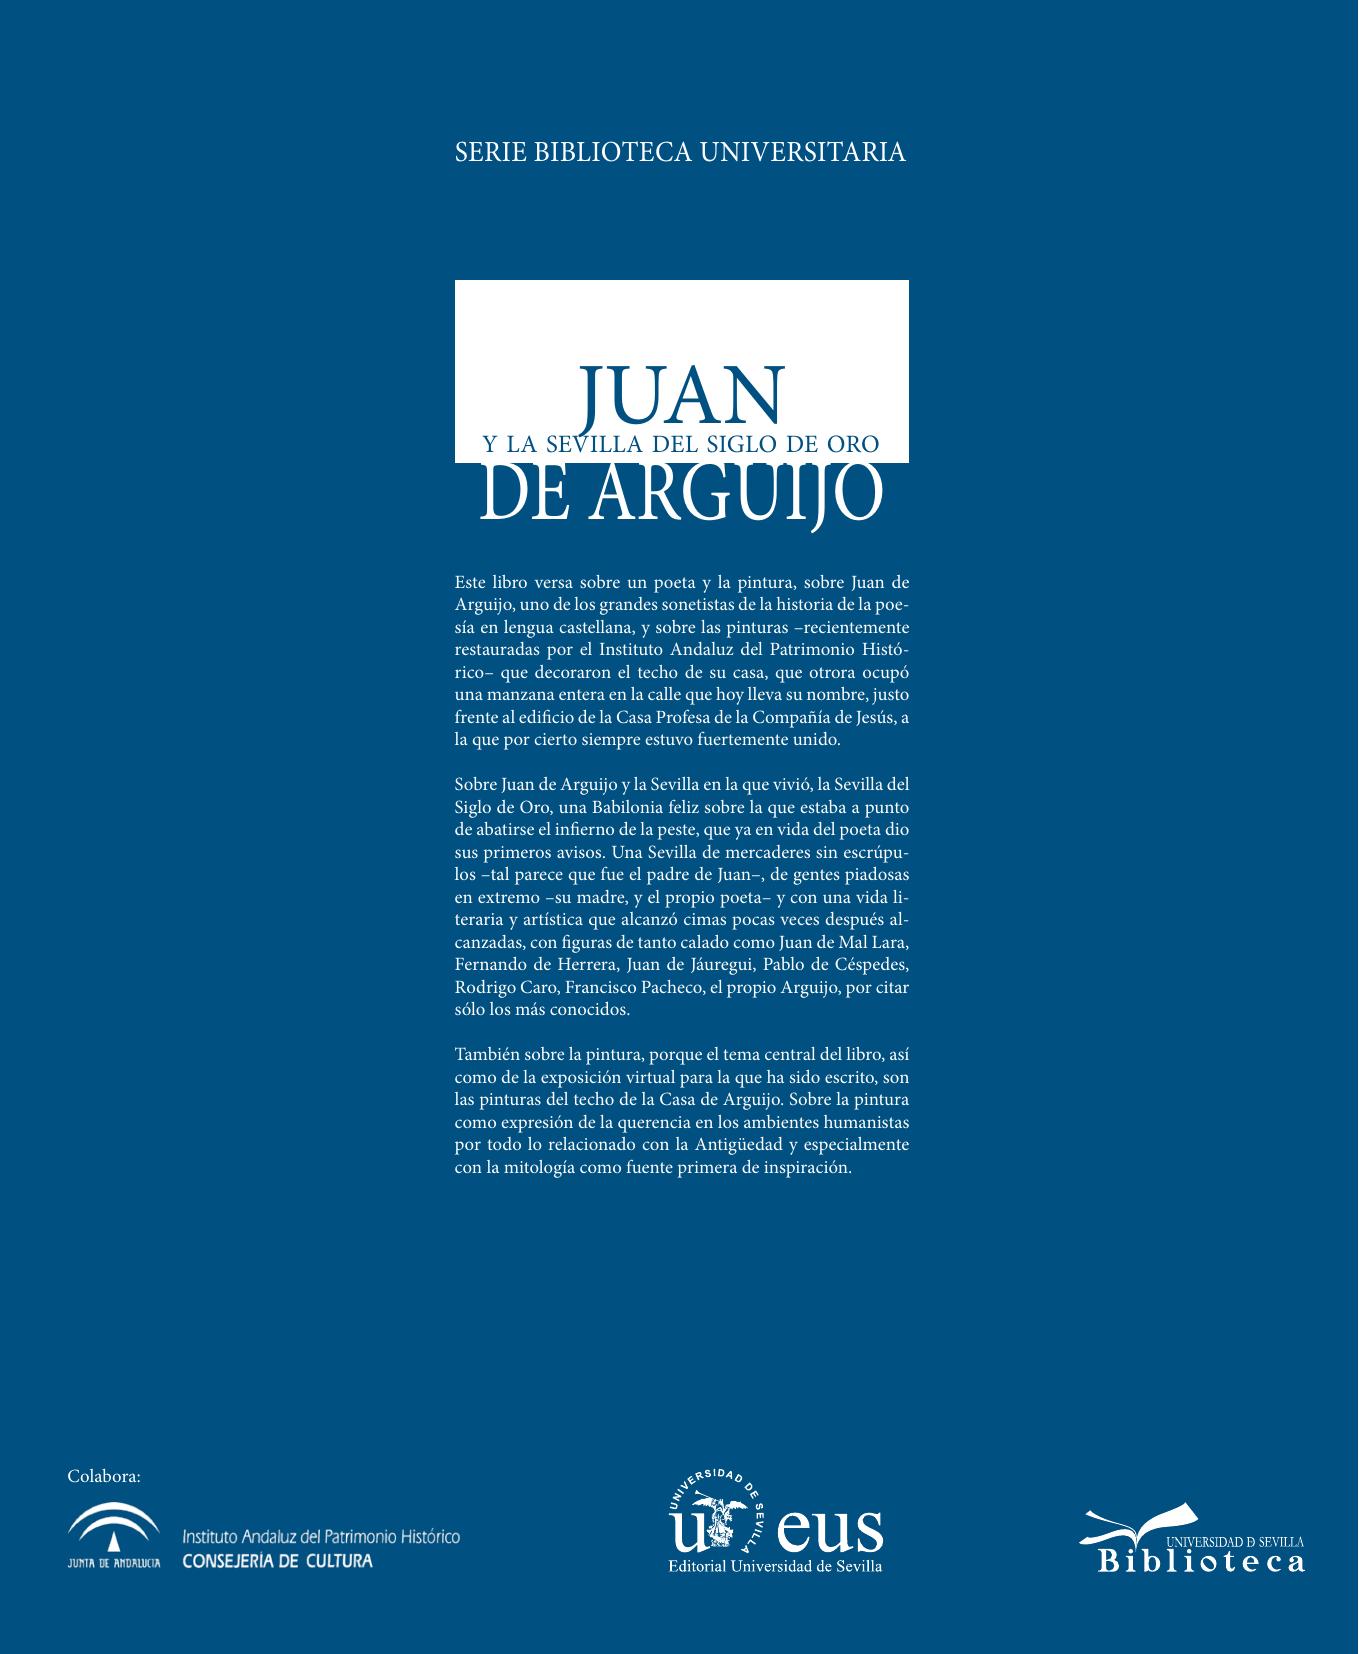 SERIE BIBLIOTECA UNIVERSITARIA
JUAN
Y LA SEVILLA DEL SIGLO DE ORO
DE ARGUIJO
Este libro versa sobre un poeta y la pintura, sobre Juan de
Arguijo, uno de los grandes sonetistas de la historia de la poe-
sía en lengua castellana, y sobre las pinturas –recientemente
restauradas por el Instituto Andaluz del Patrimonio Histó-
rico– que decoraron el techo de su casa, que otrora ocupó
una manzana entera en la calle que hoy lleva su nombre, justo
frente al edificio de la Casa Profesa de la Compañía de Jesús, a
la que por cierto siempre estuvo fuertemente unido.
Sobre Juan de Arguijo y la Sevilla en la que vivió, la Sevilla del
Siglo de Oro, una Babilonia feliz sobre la que estaba a punto
de abatirse el infierno de la peste, que ya en vida del poeta dio
sus primeros avisos. Una Sevilla de mercaderes sin escrúpu-
los –tal parece que fue el padre de Juan–, de gentes piadosas
en extremo –su madre, y el propio poeta– y con una vida li-
teraria y artística que alcanzó cimas pocas veces después al-
canzadas, con figuras de tanto calado como Juan de Mal Lara,
Fernando de Herrera, Juan de Jáuregui, Pablo de Céspedes,
Rodrigo Caro, Francisco Pacheco, el propio Arguijo, por citar
sólo los más conocidos.
También sobre la pintura, porque el tema central del libro, así
como de la exposición virtual para la que ha sido escrito, son
las pinturas del techo de la Casa de Arguijo. Sobre la pintura
como expresión de la querencia en los ambientes humanistas
por todo lo relacionado con la Antigüedad y especialmente
con la mitología como fuente primera de inspiración.
Colabora:
JUNTA DE ANDALUCIA
Instituto Andaluz del Patrimonio Histórico
CONSEJERÍA DE CULTURA
UNIVERSIDAD DE SEVILLA
u eus
Editorial Universidad de Sevilla
UNIVERSIDAD D SEVILLA
Biblioteca